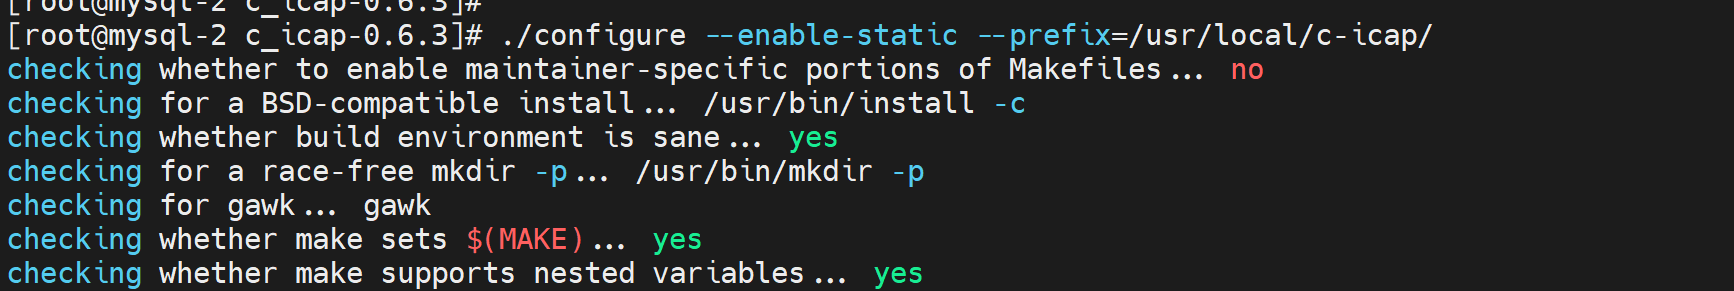 [root@mysql-2 c_icap-0.6.3]#
[root@mysql-2 c_icap-0.6.3]# ./configure --enable-static --prefix=/usr/local/c-icap/
checking whether to enable maintainer-specific portions of Makefiles... no
checking for a BSD-compatible install... /usr/bin/install -c
checking whether build environment is sane... yes
checking for a race-free mkdir -p... /usr/bin/mkdir -p
checking for gawk... gawk
checking whether make sets $(MAKE)... yes
checking whether make supports nested variables... yes